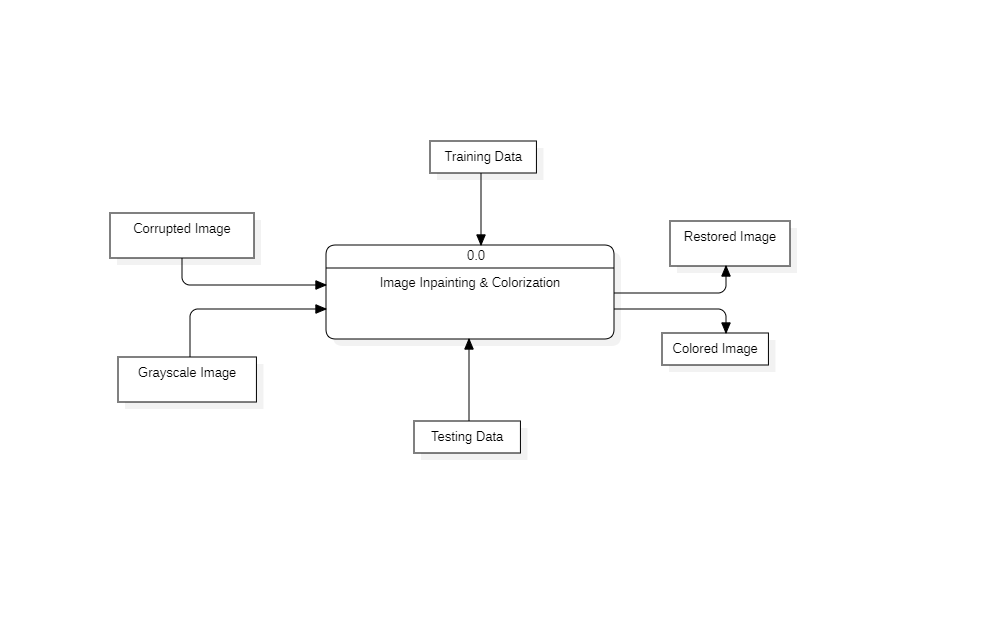 Training Data
Corrupted Image
Restored Image
0.0
Image Inpainting & Colorization
Colored Image
Grayscale Image
Testing Data